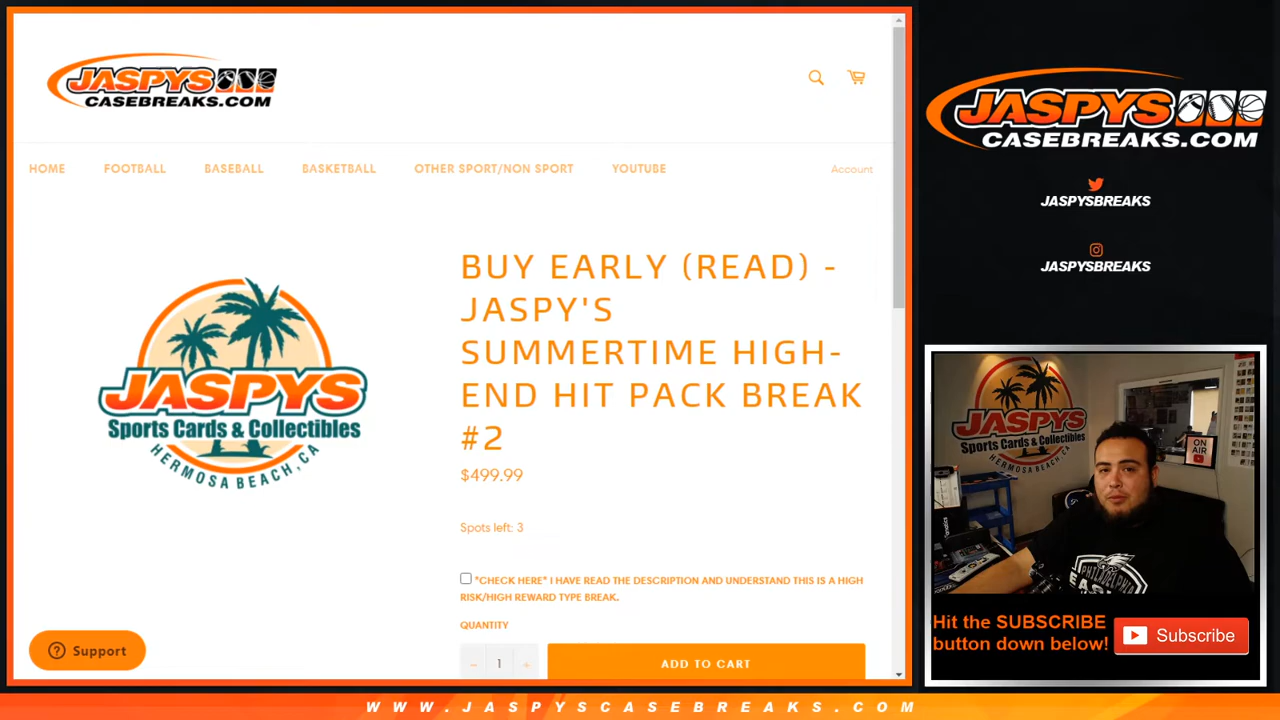 JASPYS
CASEBREAKS.COM
HOME FOOTBALL BASEBALL BASKETBALL OTHER SPORT/NON SPORT YOUTUBE Account
JASPYS
Sports Cards & Collectibles
HERMOSA BEACH, CA
BUY EARLY (READ) -
JASPY'S
SUMMERTIME HIGH-
END HIT PACK BREAK
#2
$499.99
Spots left: 3
*CHECK HERE* I HAVE READ THE DESCRIPTION AND UNDERSTAND THIS IS A HIGH
RISK/HIGH REWARD TYPE BREAK.
QUANTITY
- 1 +
ADD TO CART
Support
JASPYS
CASEBREAKS.COM
JASPYSBREAKS
JASPYSBREAKS
JASPYS
Sports Cards & Collectibles
ON
AIR
PHILADELPHIA
Hit the SUBSCRIBE
button down below!
Subscribe
WWW.JASPYSCASEBREAKS.COM